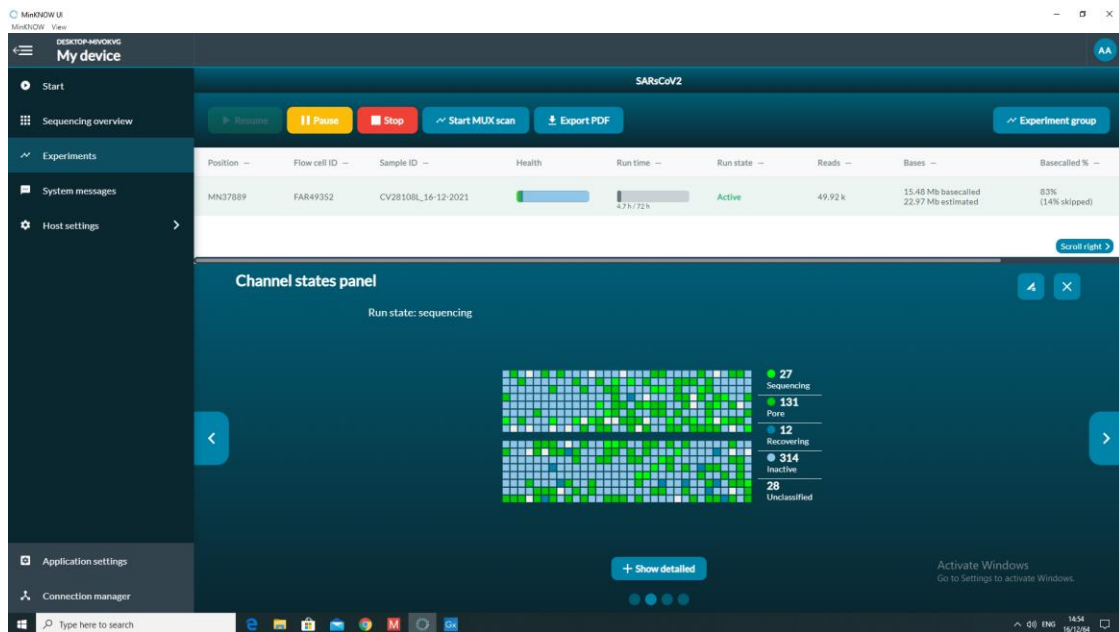 MinKNOW UI
MinKNOW View
DESKTOP-MIVOKVG
My device
AA
Start
Sequencing overview
Experiments
System messages
Host settings
Application settings
Connection manager
SARsCoV2
Resume
Pause
Stop
Start MUX scan
Export PDF
Experiment group
Position Flow cell ID Sample ID Health Run time Run state Reads Bases Basecalled %
MN37889 FAR49352 CV28108L_16-12-2021 4.7 h / 72 h Active 49.92 k 15.48 Mb basecalled 83%
22.97 Mb estimated (14% skipped)
Scroll right
Channel states panel
Run state: sequencing
27
Sequencing
131
Pore
12
Recovering
314
Inactive
28
Unclassified
+ Show detailed
Activate Windows
Go to Settings to activate Windows.
Type here to search
M
Gx
ENG
14:54
16/12/64